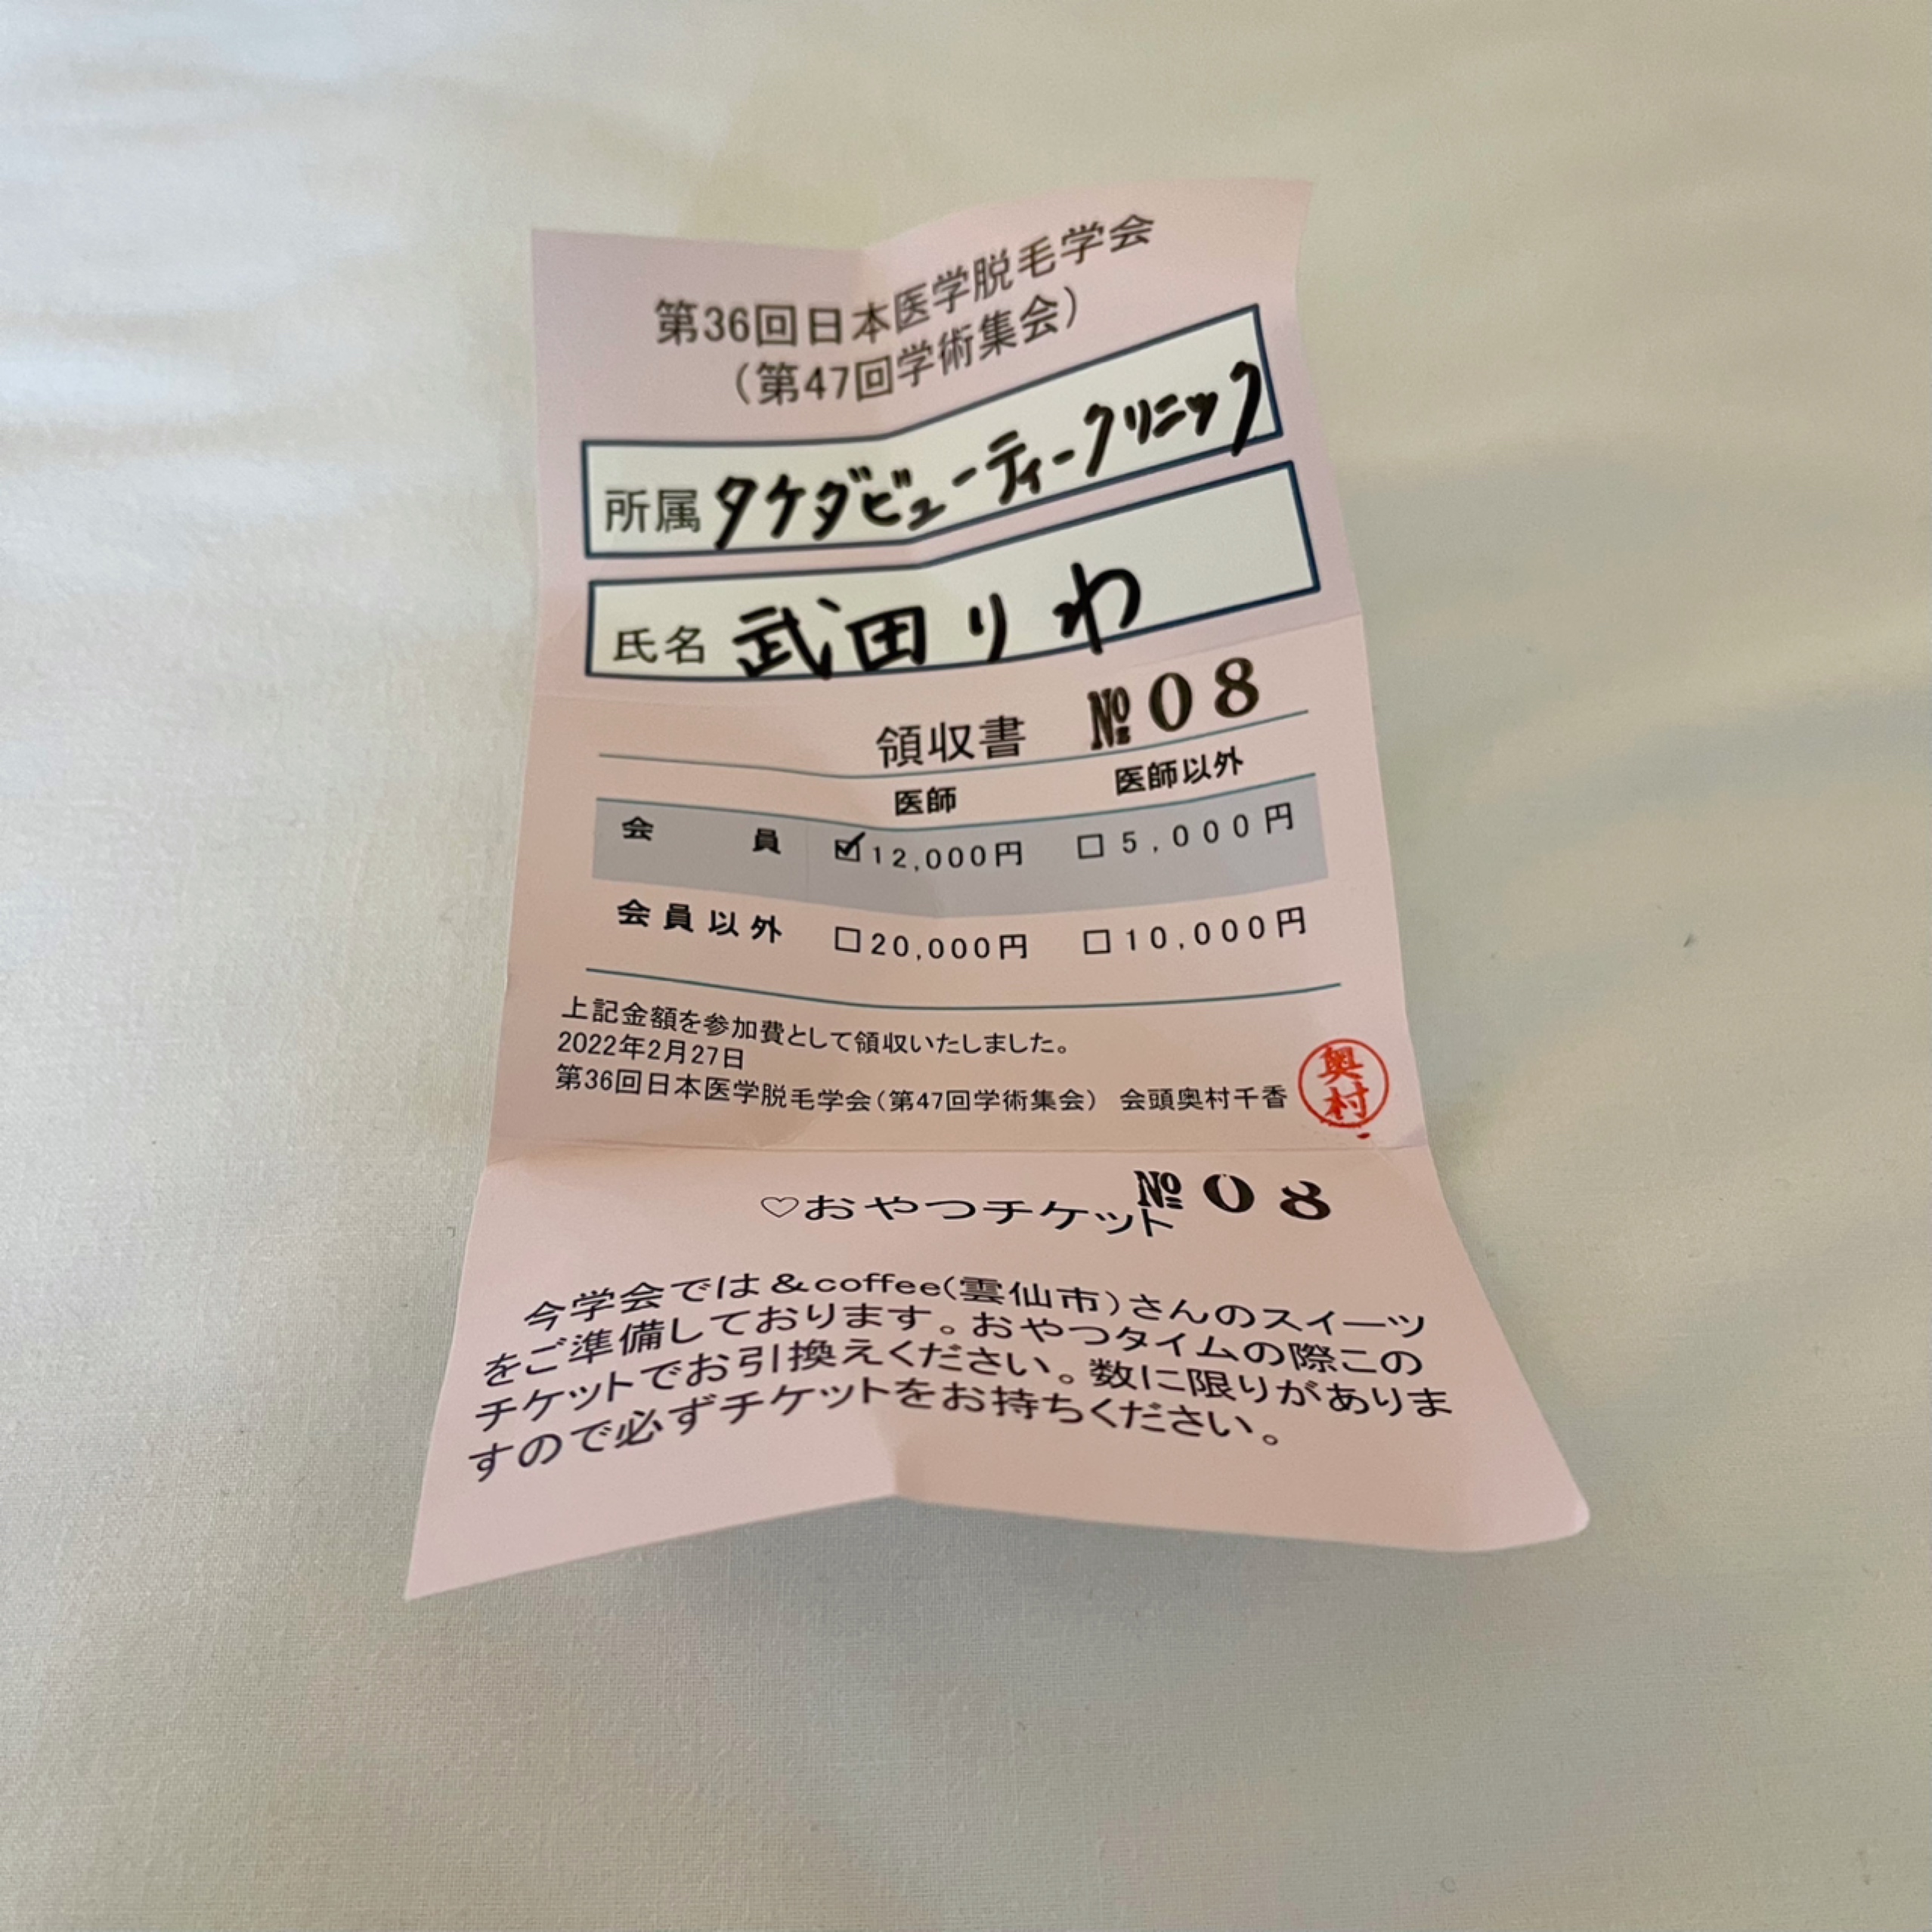 第36回日本医学脱毛学会
（第47回学術集会）
所属 タケダビューティークリニック
氏名 武田りわ
領収書 №08
医師 医師以外
会員 ☑12,000円 □5,000円
会員以外 □20,000円 □10,000円
上記金額を参加費として領収いたしました。
2022年2月27日
第36回日本医学脱毛学会（第47回学術集会） 会頭奥村千香
奥村
№08
♡おやつチケット
今学会では＆coffee(雲仙市)さんのスイーツ
をご準備しております。おやつタイムの際この
チケットでお引換えください。数に限りがありま
すので必ずチケットをお持ちください。